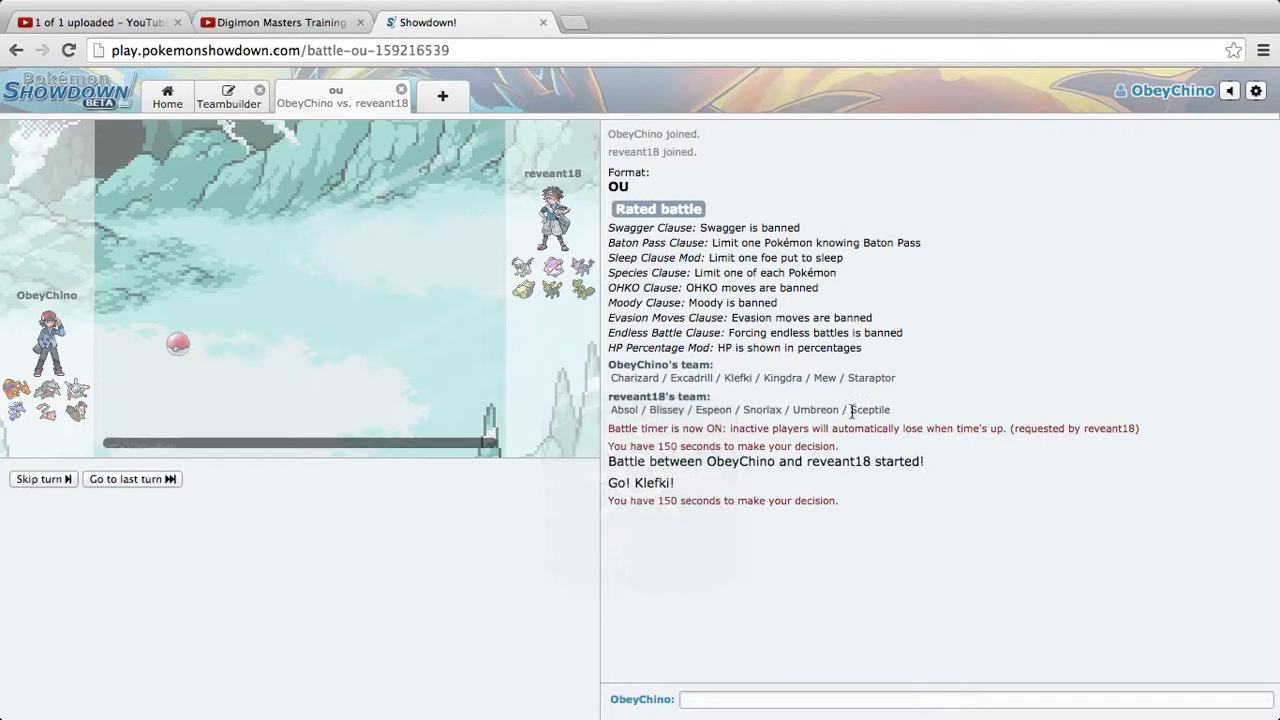 1 of 1 uploaded – YouTub
Digimon Masters Training
Showdown!
play.pokemonshowdown.com/battle-ou-159216539
Pokémon
Showdown
BETA
Home
Teambuilder
ou
ObeyChino vs. reveant18
+
ObeyChino
ObeyChino
reveant18
Skip turn
Go to last turn
ObeyChino joined.
reveant18 joined.
Format:
OU
Rated battle
Swagger Clause: Swagger is banned
Baton Pass Clause: Limit one Pokémon knowing Baton Pass
Sleep Clause Mod: Limit one foe put to sleep
Species Clause: Limit one of each Pokémon
OHKO Clause: OHKO moves are banned
Moody Clause: Moody is banned
Evasion Moves Clause: Evasion moves are banned
Endless Battle Clause: Forcing endless battles is banned
HP Percentage Mod: HP is shown in percentages
ObeyChino's team:
Charizard / Excadrill / Klefki / Kingdra / Mew / Staraptor
reveant18's team:
Absol / Blissey / Espeon / Snorlax / Umbreon / Sceptile
Battle timer is now ON: inactive players will automatically lose when time's up. (requested by reveant18)
You have 150 seconds to make your decision.
Battle between ObeyChino and reveant18 started!
Go! Klefki!
You have 150 seconds to make your decision.
ObeyChino: